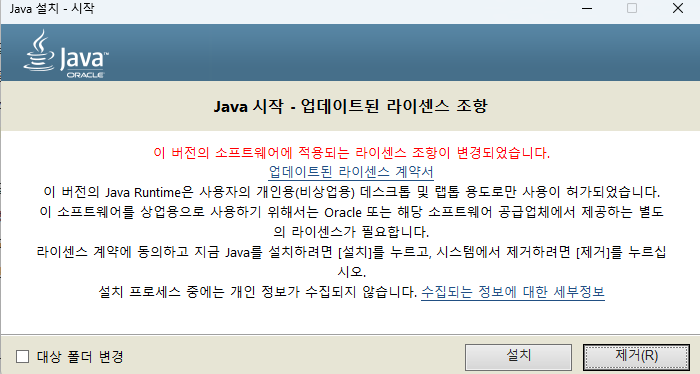 Java 설치 - 시작
Java™
ORACLE
Java 시작 - 업데이트된 라이센스 조항
이 버전의 소프트웨어에 적용되는 라이센스 조항이 변경되었습니다.
업데이트된 라이센스 계약서
이 버전의 Java Runtime은 사용자의 개인용(비상업용) 데스크톱 및 랩톱 용도로만 사용이 허가되었습니다.
이 소프트웨어를 상업용으로 사용하기 위해서는 Oracle 또는 해당 소프트웨어 공급업체에서 제공하는 별도
의 라이센스가 필요합니다.
라이센스 계약에 동의하고 지금 Java를 설치하려면 [설치]를 누르고, 시스템에서 제거하려면 [제거]를 누르십
시오.
설치 프로세스 중에는 개인 정보가 수집되지 않습니다. 수집되는 정보에 대한 세부정보
대상 폴더 변경
설치
제거(R)